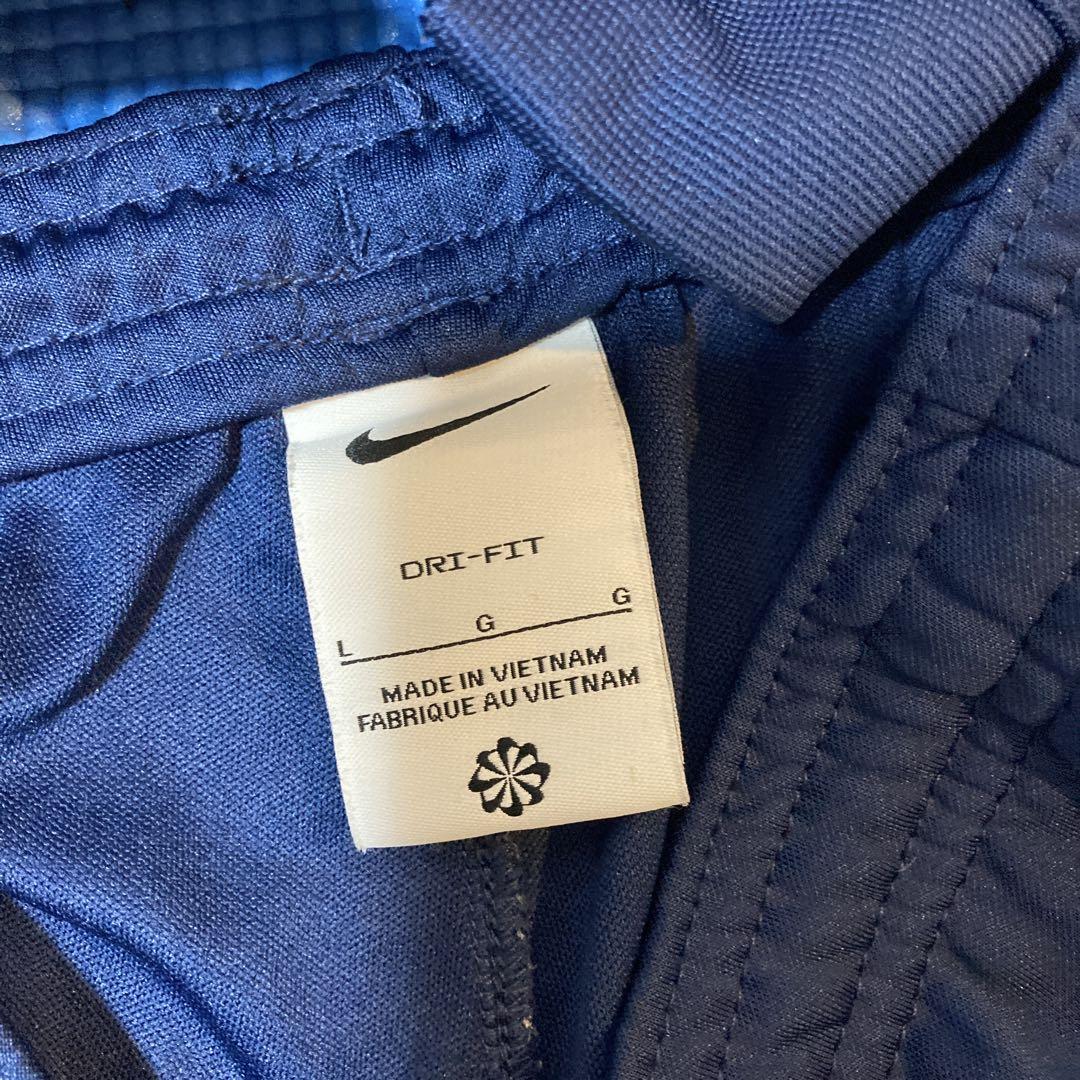 DRI-FIT
L G G
MADE IN VIETNAM
FABRIQUE AU VIETNAM